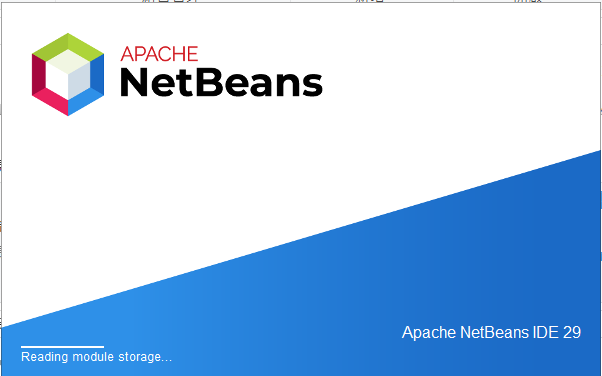 APACHE
NetBeans
Apache NetBeans IDE 29
Reading module storage...